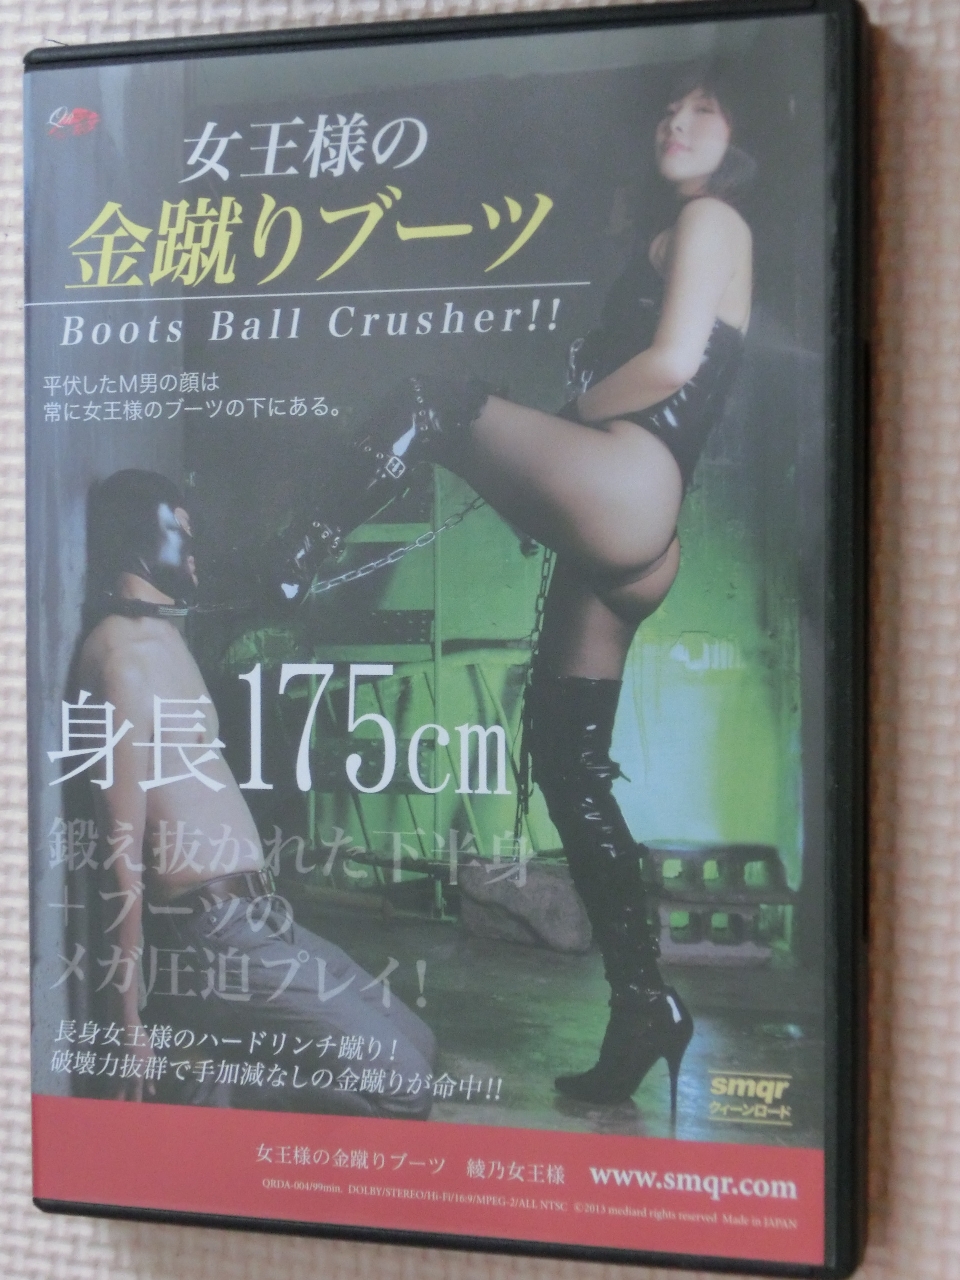 女王様の
金蹴りブーツ
Boots Ball Crusher!!
平伏したM男の顔は
常に女王様のブーツの下にある。
身長175cm
鍛え抜かれた下半身
＋ブーツの
メガ圧迫プレイ!
長身女王様のハードリンチ蹴り!
破壊力抜群で手加減なしの金蹴りが命中!!
smqr
クィーンロード
女王様の金蹴りブーツ 綾乃女王様 www.smqr.com
QRDA-004/99min. DOLBY/STEREO/Hi-Fi/16:9/MPEG-2/ALL NTSC ©2013 mediard rights reserved Made in JAPAN